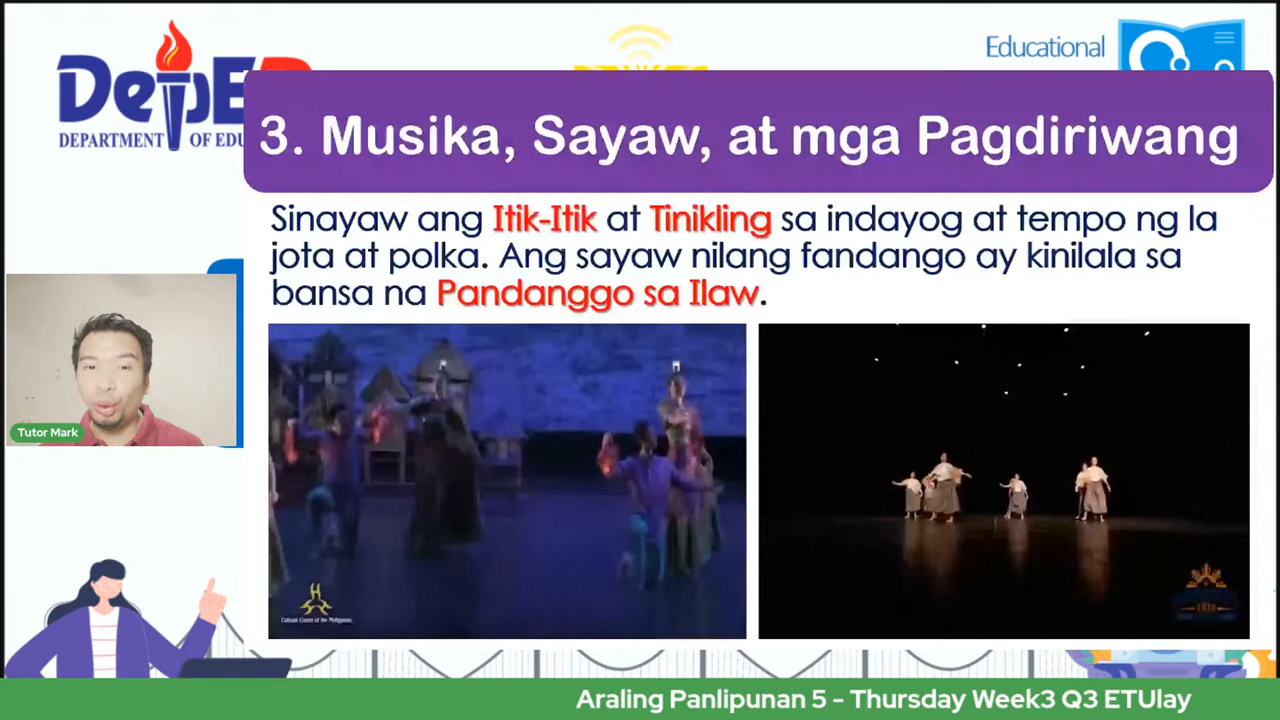 DepED
DEPARTMENT OF EDU
Educational
3. Musika, Sayaw, at mga Pagdiriwang
Sinayaw ang Itik-Itik at Tinikling sa indayog at tempo ng la
jota at polka. Ang sayaw nilang fandango ay kinilala sa
bansa na Pandanggo sa Ilaw.
Tutor Mark
Cultural Center of the Philippines
Araling Panlipunan 5 - Thursday Week3 Q3 ETUlay